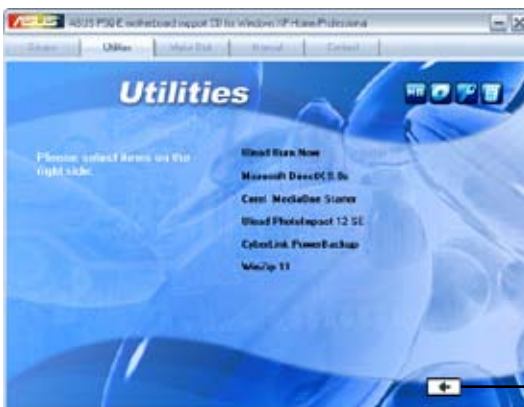 ASUS
ASUS P5Q-E motherboard support CD for Windows XP Home/Professional
Drivers Utilities Make Disk Manual Contact
Utilities
Please select items on the
right side.
Ulead Burn Now
Microsoft DirectX 9.0c
Corel MediaOne Starter
Ulead PhotoImpact 12 SE
CyberLink PowerBackup
WinZip 11